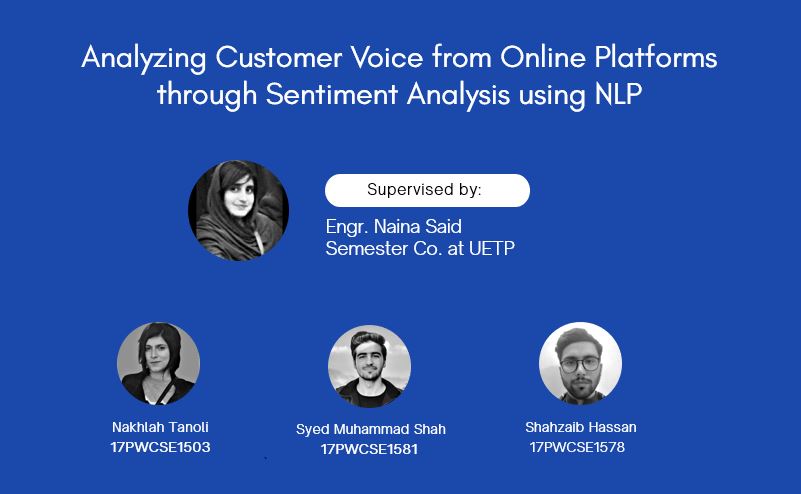 Analyzing Customer Voice from Online Platforms
through Sentiment Analysis using NLP
Supervised by:
Engr. Naina Said
Semester Co. at UETP
Nakhlah Tanoli
17PWCSE1503
Syed Muhammad Shah
17PWCSE1581
Shahzaib Hassan
17PWCSE1578